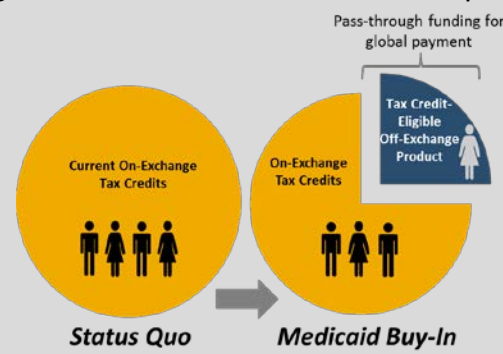 Pass-through funding for
global payment
Tax Credit-
Eligible
Off-Exchange
Product
Current On-Exchange
Tax Credits
On-Exchange
Tax Credits
Status Quo
Medicaid Buy-In